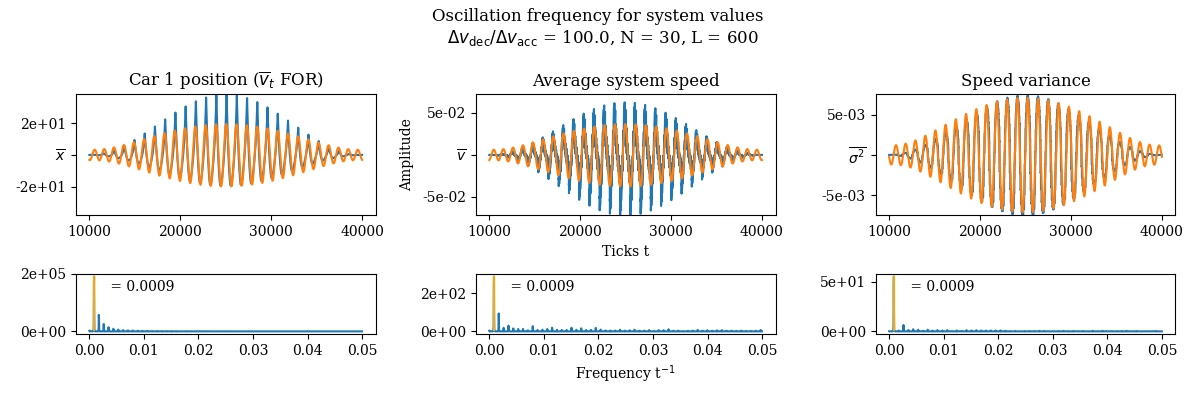 Oscillation frequency for system values
Δv_dec/Δv_acc = 100.0, N = 30, L = 600
Car 1 position (v̅_t FOR)
2e+01
x̅
-2e+01
10000 20000 30000 40000
2e+05
0e+00
= 0.0009
0.00 0.01 0.02 0.03 0.04 0.05
Average system speed
Amplitude
5e-02
v̅
-5e-02
10000 20000 30000 40000
Ticks t
2e+02
0e+00
= 0.0009
0.00 0.01 0.02 0.03 0.04 0.05
Frequency t⁻¹
Speed variance
5e-03
σ̅²
-5e-03
10000 20000 30000 40000
5e+01
0e+00
= 0.0009
0.00 0.01 0.02 0.03 0.04 0.05